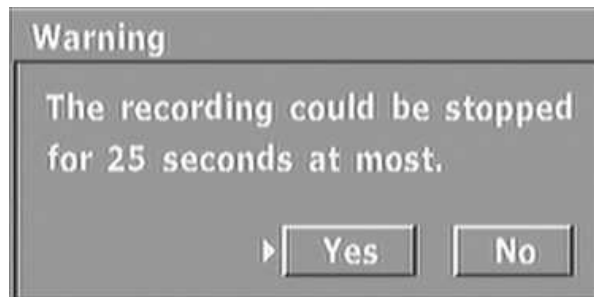 Warning
The recording could be stopped
for 25 seconds at most.
Yes No